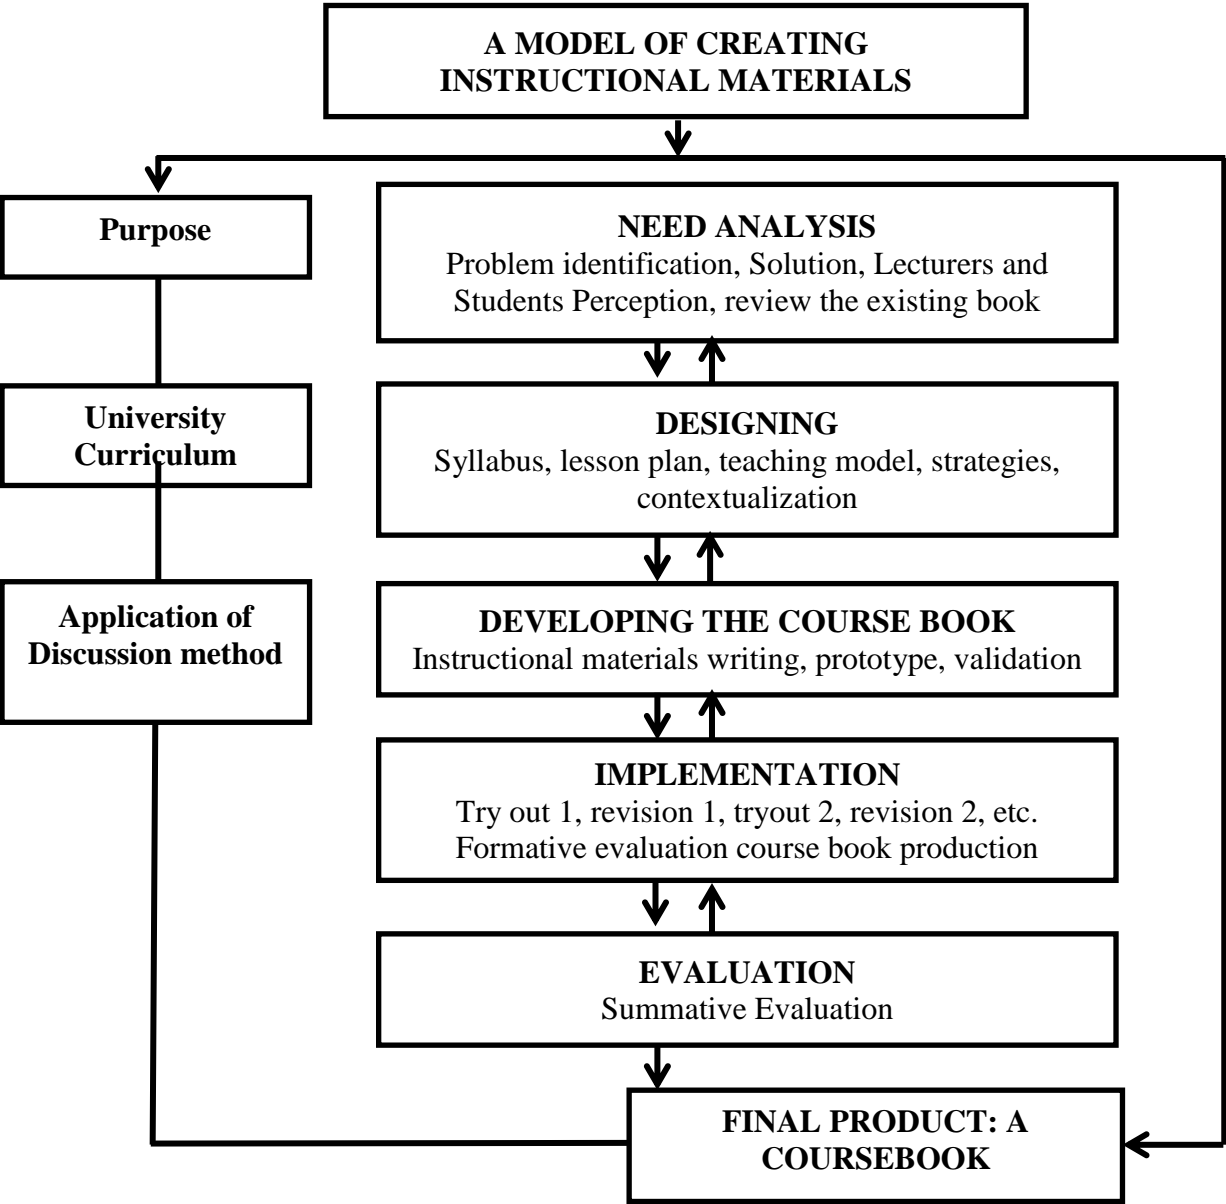 A MODEL OF CREATING
INSTRUCTIONAL MATERIALS
Purpose
University
Curriculum
Application of
Discussion method
NEED ANALYSIS
Problem identification, Solution, Lecturers and
Students Perception, review the existing book
DESIGNING
Syllabus, lesson plan, teaching model, strategies,
contextualization
DEVELOPING THE COURSE BOOK
Instructional materials writing, prototype, validation
IMPLEMENTATION
Try out 1, revision 1, tryout 2, revision 2, etc.
Formative evaluation course book production
EVALUATION
Summative Evaluation
FINAL PRODUCT: A
COURSEBOOK